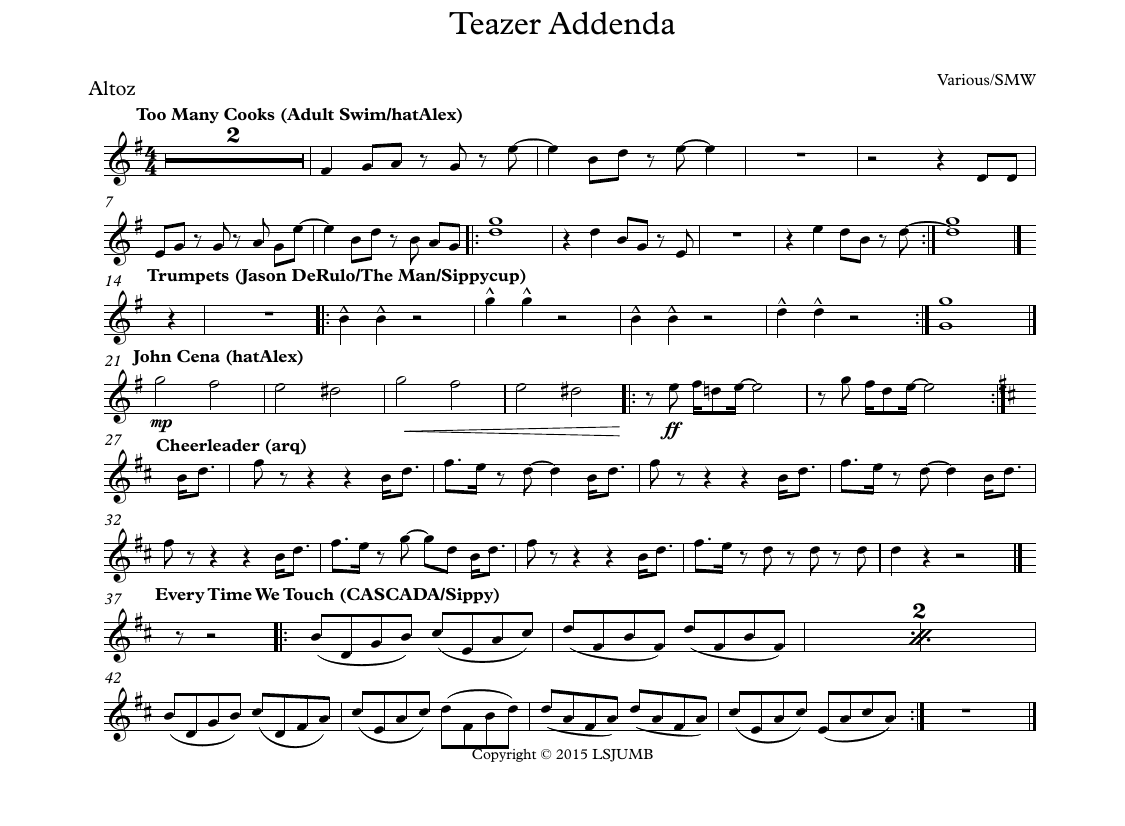 Teazer Addenda
Various/SMW
Altoz
Too Many Cooks (Adult Swim/hatAlex)
2
4
4
7
Trumpets (Jason DeRulo/The Man/Sippycup)
14
John Cena (hatAlex)
21
mp
ff
Cheerleader (arq)
27
32
Every Time We Touch (CASCADA/Sippy)
37
2
42
Copyright © 2015 LSJUMB